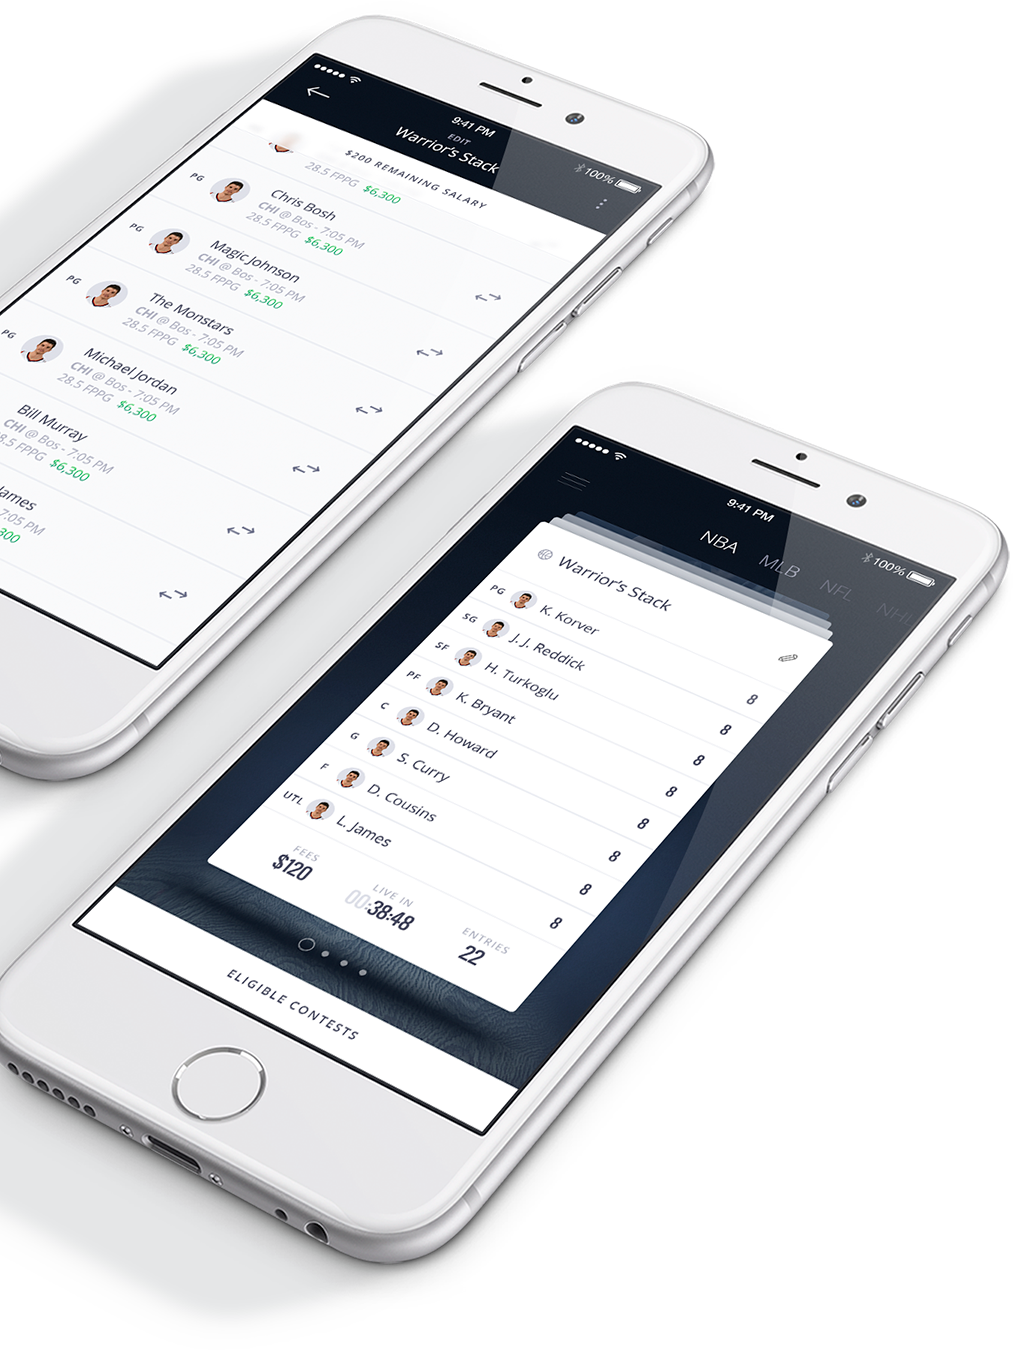 9:41 PM
100%
EDIT
Warrior's Stack
$200 REMAINING SALARY
28.5 FPPG $6,300
PG
Chris Bosh
CHI @ Bos - 7:05 PM
28.5 FPPG $6,300
PG
Magic Johnson
CHI @ Bos - 7:05 PM
28.5 FPPG $6,300
PG
The Monstars
CHI @ Bos - 7:05 PM
28.5 FPPG $6,300
PG
Michael Jordan
CHI @ Bos - 7:05 PM
28.5 FPPG $6,300
Bill Murray
CHI @ Bos - 7:05 PM
8.5 FPPG $6,300
ames
7:05 PM
300
9:41 PM
100%
NBA MLB NFL NHL
Warrior's Stack
PG K. Korver 8
SG J. J. Reddick 8
SF H. Turkoglu 8
PF K. Bryant 8
C D. Howard 8
G S. Curry 8
F D. Cousins 8
UTL L. James 8
FEES
$120
LIVE IN
00:38:48
ENTRIES
22
ELIGIBLE CONTESTS